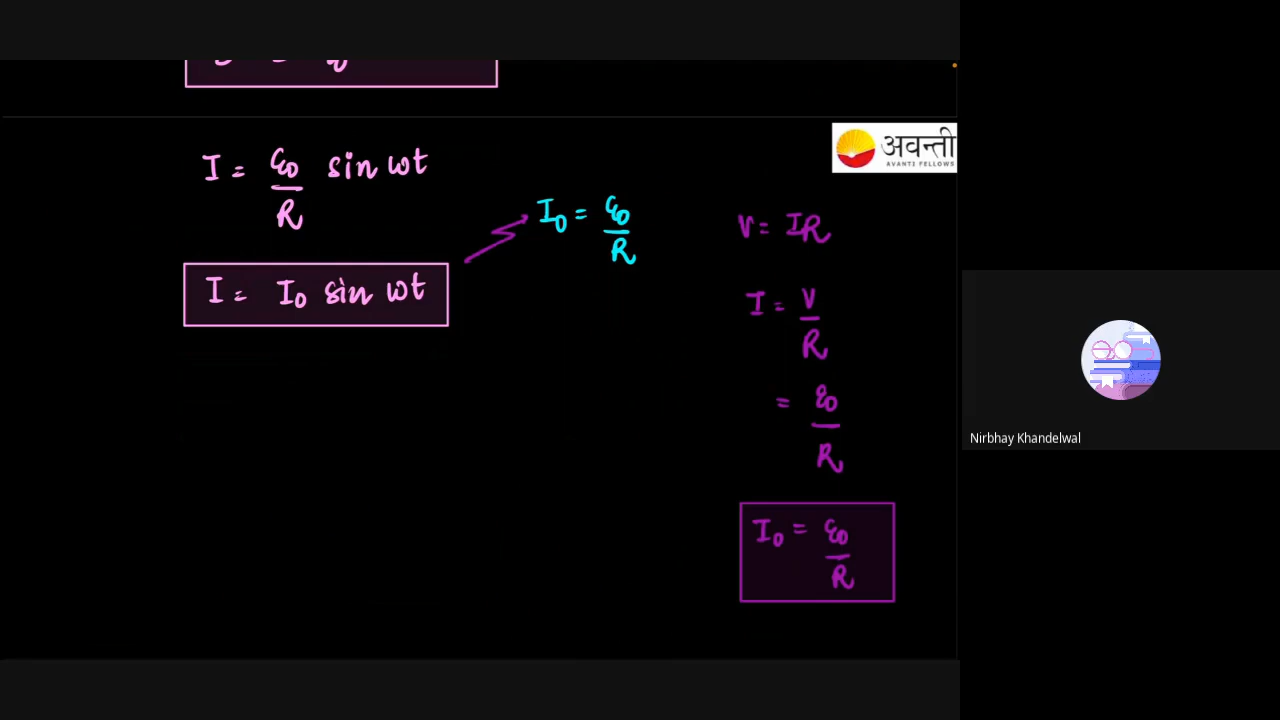 I = ε0/R sin ωt
I = I0 sin ωt
I0 = ε0/R
अवन्ती
AVANTI FELLOWS
V = IR
I = V/R
= ε0/R
I0 = ε0/R
Nirbhay Khandelwal